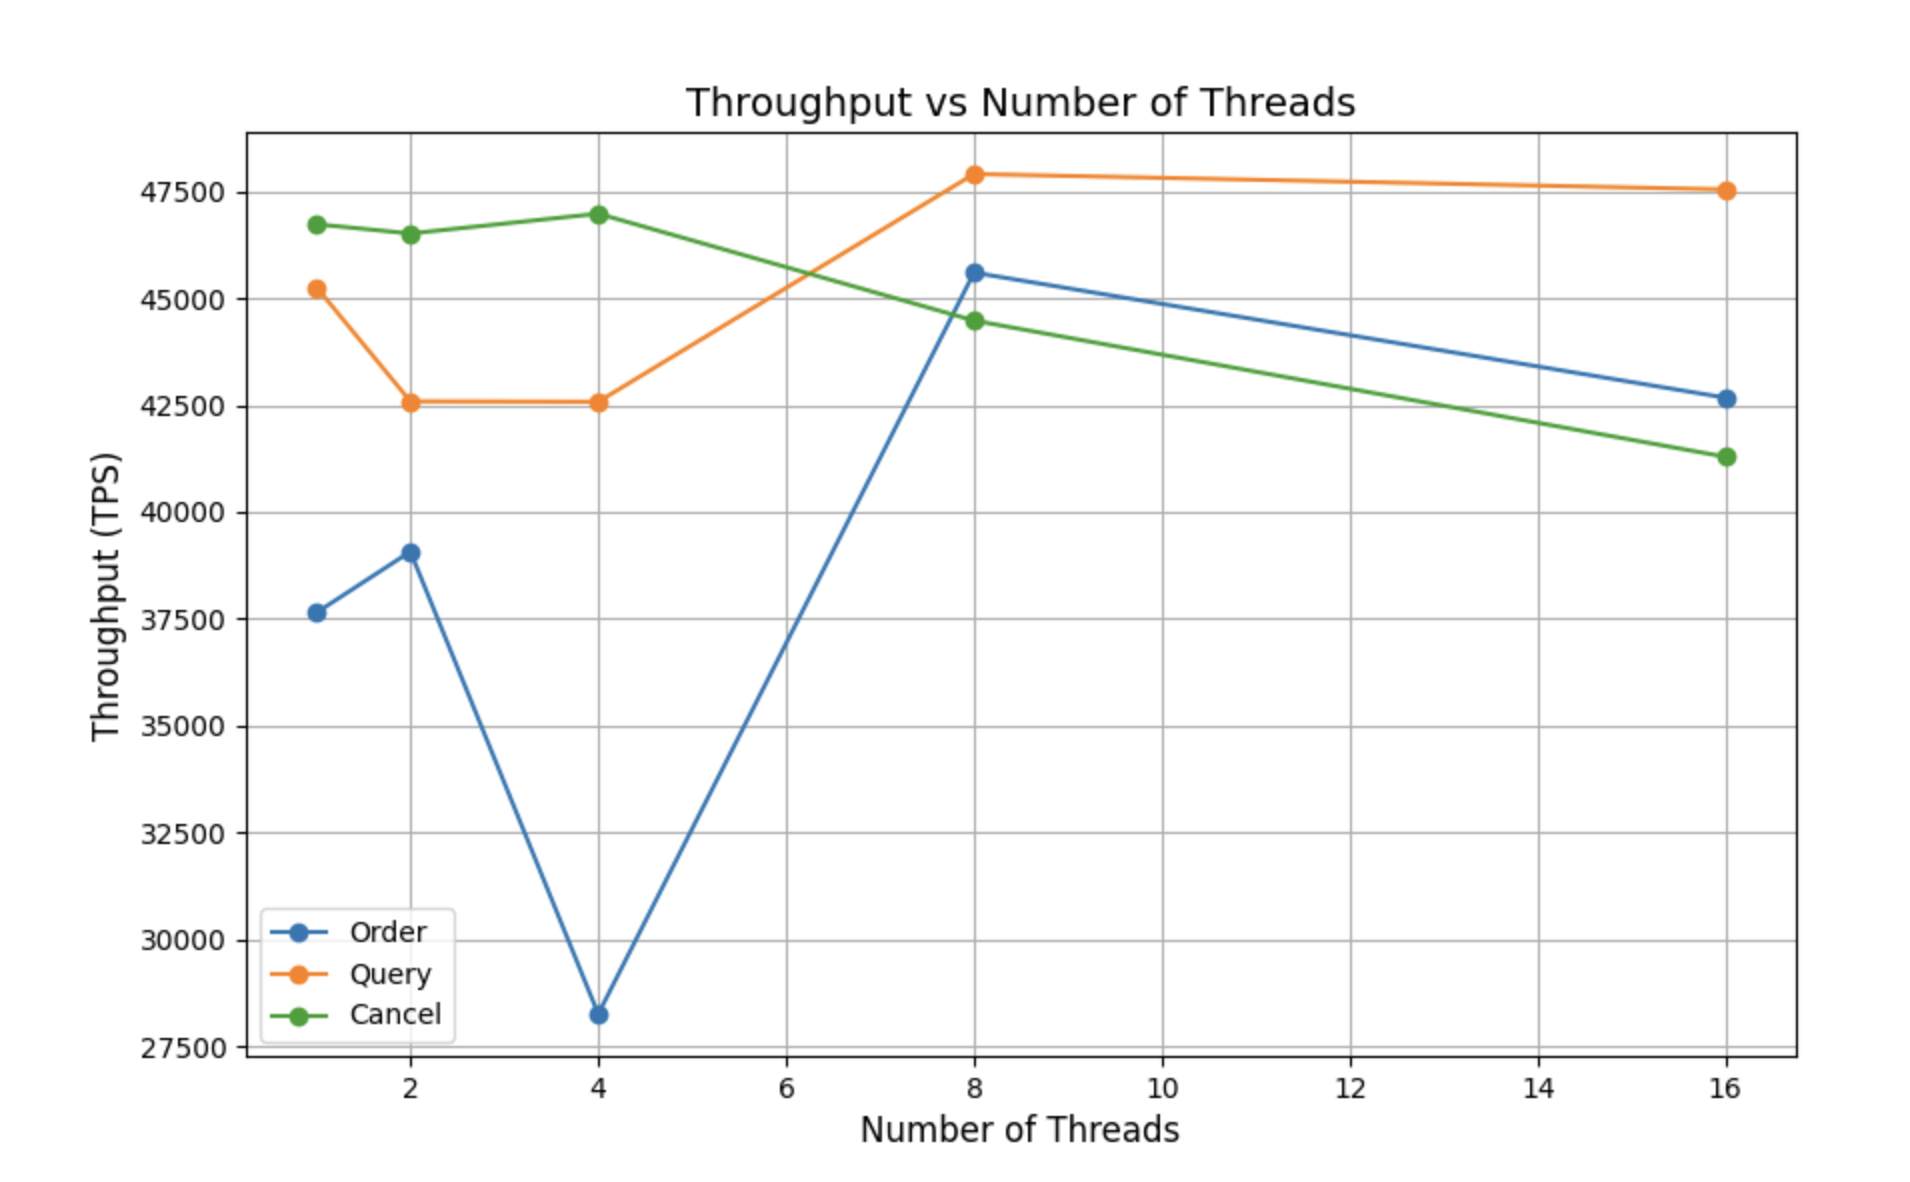 Throughput vs Number of Threads
Throughput (TPS)
47500
45000
42500
40000
37500
35000
32500
30000
27500
Order
Query
Cancel
2 4 6 8 10 12 14 16
Number of Threads